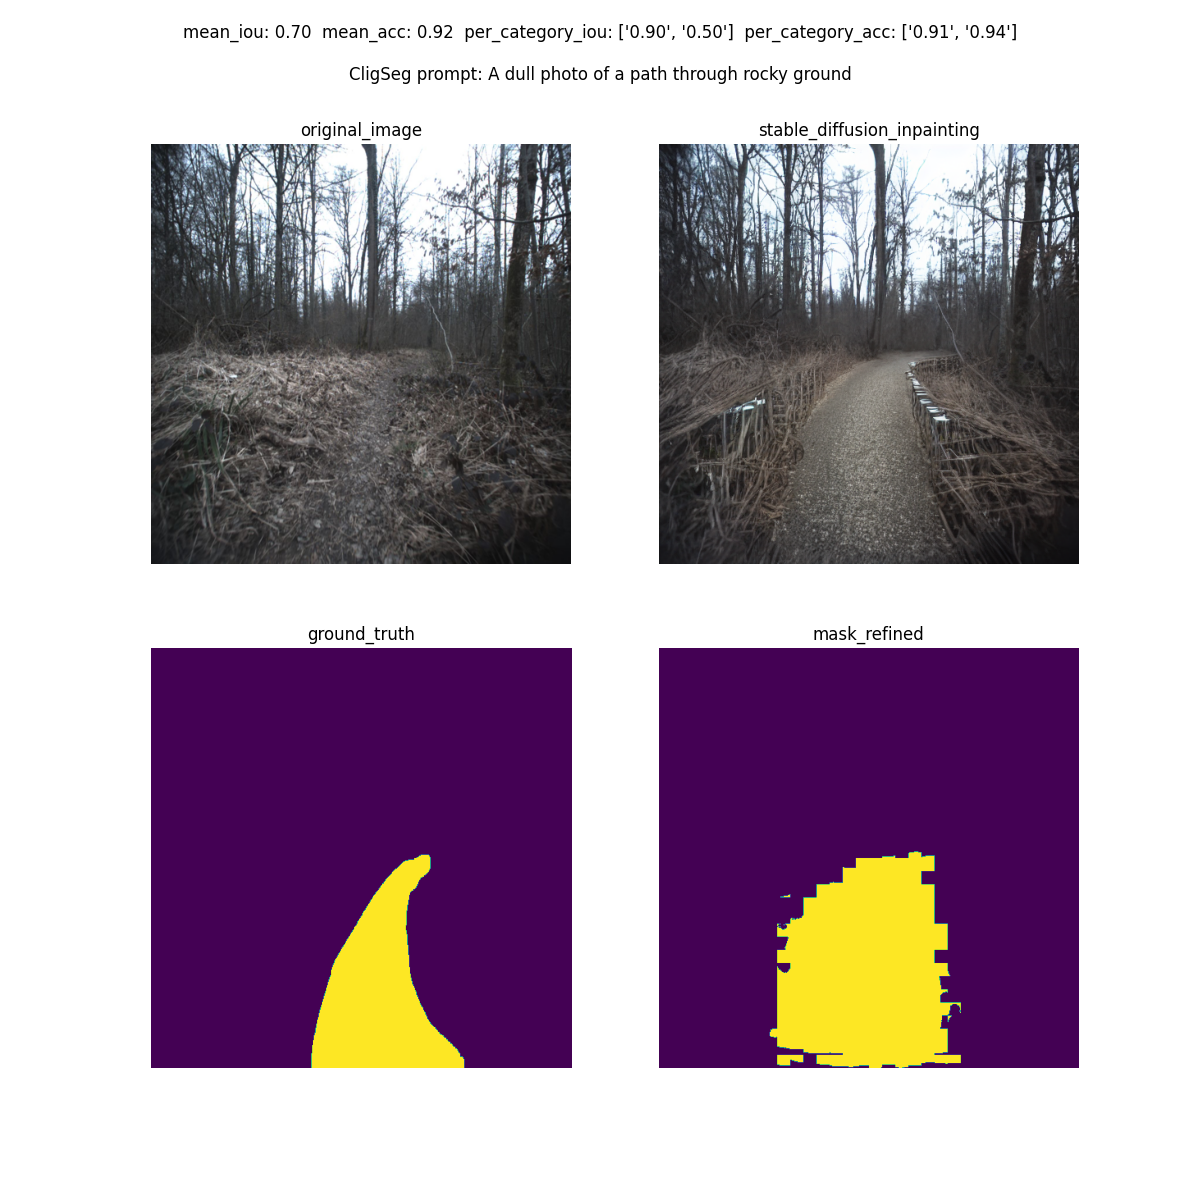 mean_iou: 0.70  mean_acc: 0.92  per_category_iou: ['0.90', '0.50']  per_category_acc: ['0.91', '0.94']
CligSeg prompt: A dull photo of a path through rocky ground
original_image
stable_diffusion_inpainting
ground_truth
mask_refined